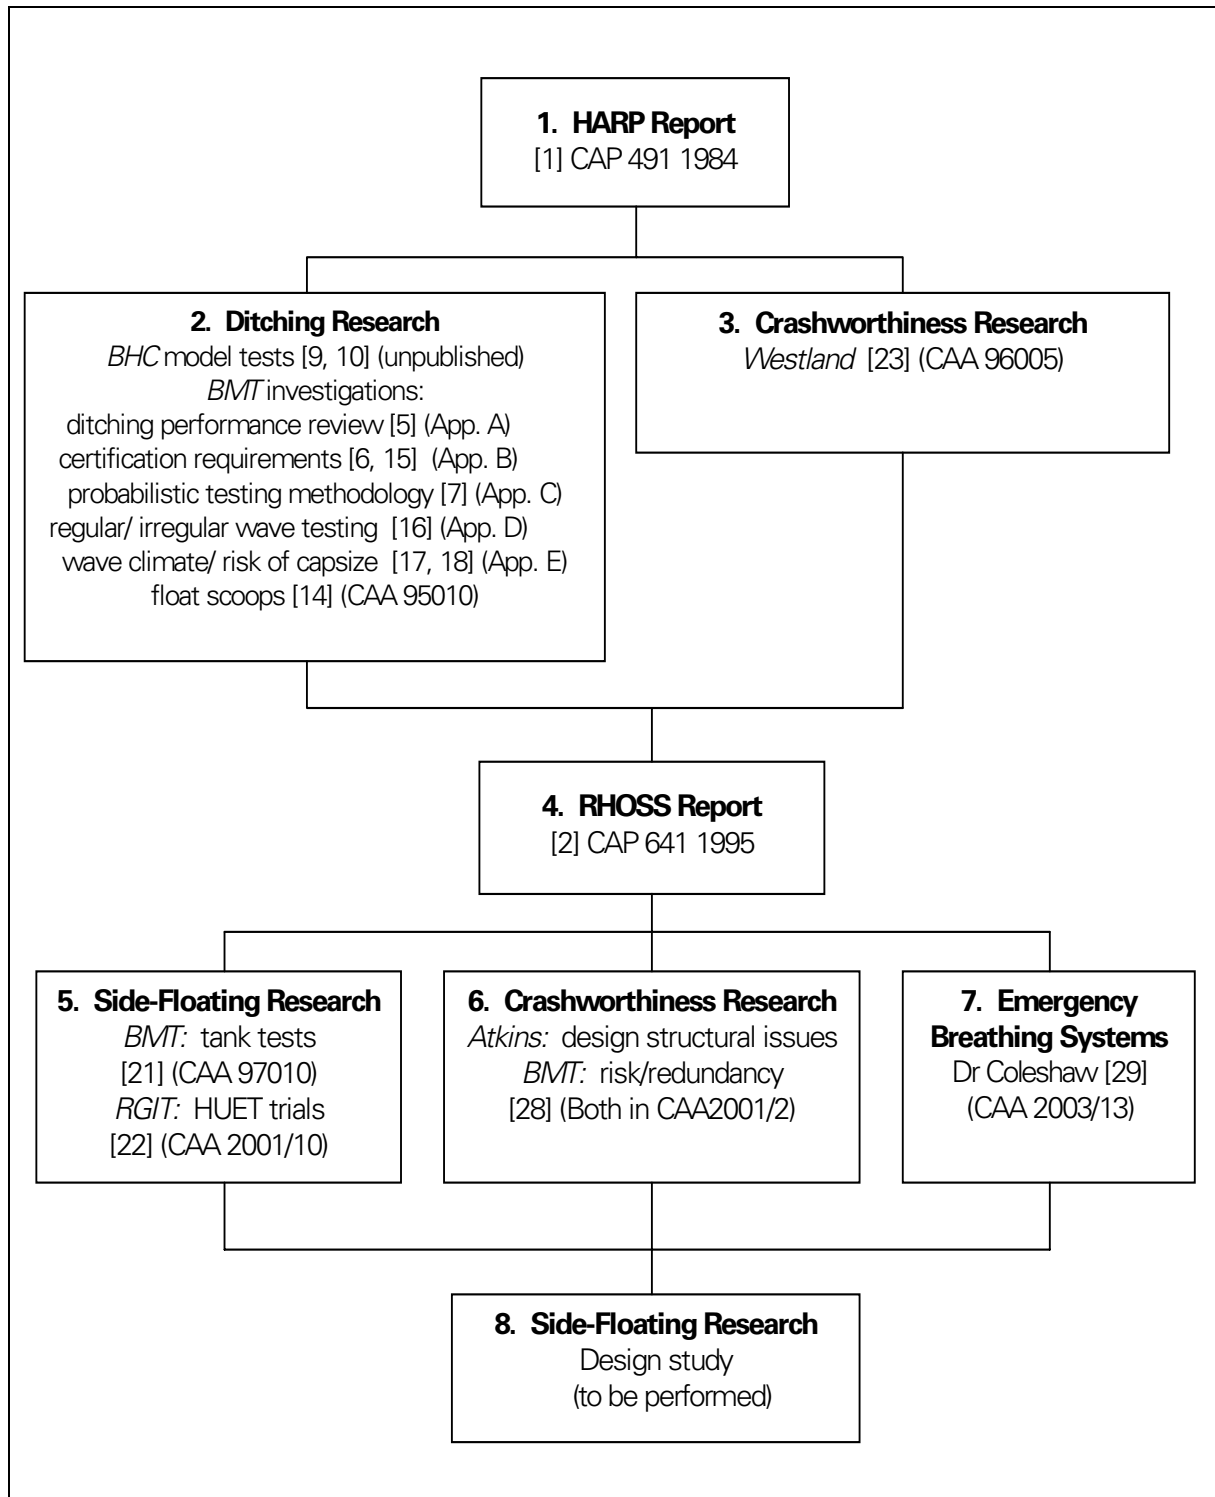 1. HARP Report
[1] CAP 491 1984
2. Ditching Research
BHC model tests [9, 10] (unpublished)
BMT investigations:
ditching performance review [5] (App. A)
certification requirements [6, 15] (App. B)
probabilistic testing methodology [7] (App. C)
regular/ irregular wave testing [16] (App. D)
wave climate/ risk of capsize [17, 18] (App. E)
float scoops [14] (CAA 95010)
3. Crashworthiness Research
Westland [23] (CAA 96005)
4. RHOSS Report
[2] CAP 641 1995
5. Side-Floating Research
BMT: tank tests
[21] (CAA 97010)
RGIT: HUET trials
[22] (CAA 2001/10)
6. Crashworthiness Research
Atkins: design structural issues
BMT: risk/redundancy
[28] (Both in CAA2001/2)
7. Emergency
Breathing Systems
Dr Coleshaw [29]
(CAA 2003/13)
8. Side-Floating Research
Design study
(to be performed)